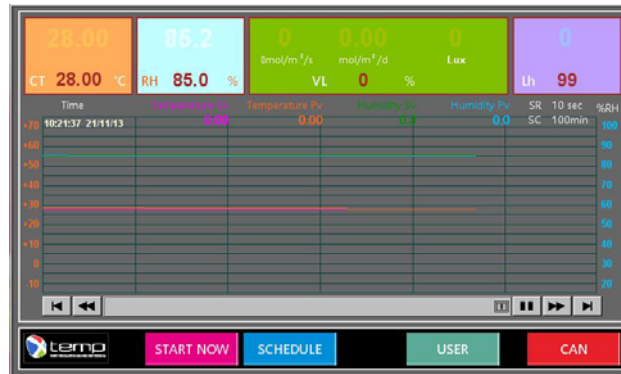 28.00 85.2 0 0.00 0 0
mol/m²/s mol/m²/d Lux
CT 28.00 °C RH 85.0 % VL 0 % Lh 99
Time Temperature Sv Temperature Pv Humidity Sv Humidity Pv SR 10 sec %RH
+70 10:21:37 21/11/13 0.00 0.00 0.0 0.0 SC 100min 100
+60 90
+50 80
+40 70
+30 60
+20 50
+10 40
0 30
-10 20
temp START NOW SCHEDULE USER CAN